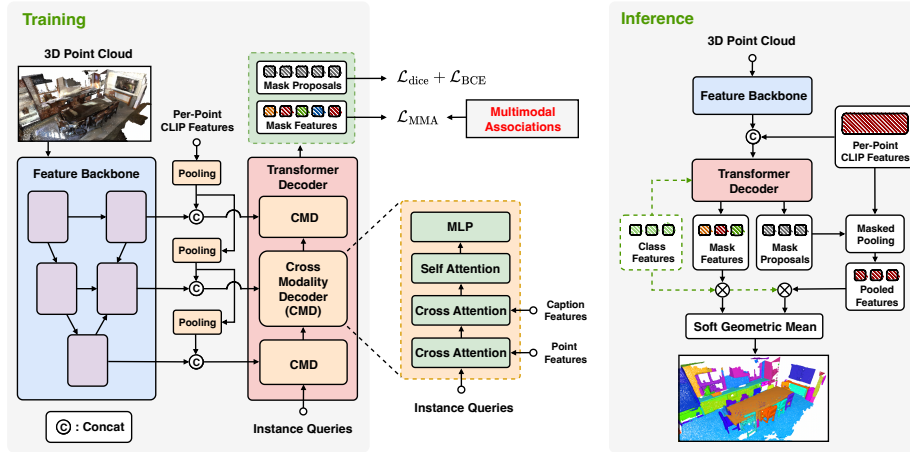 Training
3D Point Cloud
Per-Point
CLIP Features
Mask Proposals
Mask Features
L_dice + L_BCE
L_MMA
Multimodal
Associations
Feature Backbone
Pooling
Pooling
Pooling
C
C
C
Transformer
Decoder
CMD
Cross
Modality
Decoder
(CMD)
CMD
Instance Queries
C : Concat
MLP
Self Attention
Cross Attention
Cross Attention
Caption
Features
Point
Features
Instance Queries
Inference
3D Point Cloud
Feature Backbone
C
Per-Point
CLIP Features
Transformer
Decoder
Class
Features
Mask
Features
Mask
Proposals
Masked
Pooling
Pooled
Features
Soft Geometric Mean